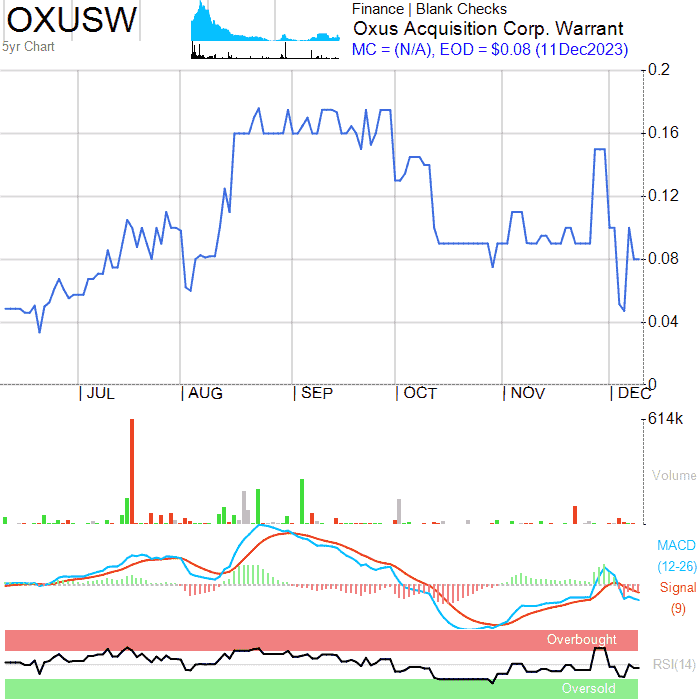 OXUSW
5yr Chart
Finance | Blank Checks
Oxus Acquisition Corp. Warrant
MC = (N/A), EOD = $0.08 (11Dec2023)
0.2
0.16
0.12
0.08
0.04
0
| JUL | AUG | SEP | OCT | NOV | DEC
614k
Volume
MACD
(12-26)
Signal
(9)
Overbought
RSI(14)
Oversold